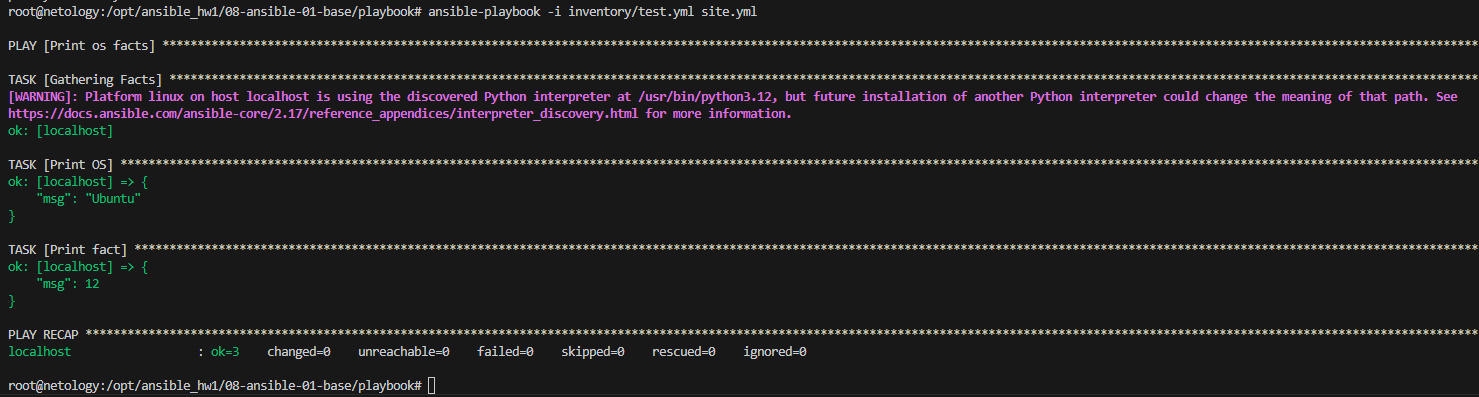 root@netology:/opt/ansible_hw1/08-ansible-01-base/playbook# ansible-playbook -i inventory/test.yml site.yml
PLAY [Print os facts] ****************************************************************************************************************************************************************************************
TASK [Gathering Facts] ***************************************************************************************************************************************************************************************
[WARNING]: Platform linux on host localhost is using the discovered Python interpreter at /usr/bin/python3.12, but future installation of another Python interpreter could change the meaning of that path. See
https://docs.ansible.com/ansible-core/2.17/reference_appendices/interpreter_discovery.html for more information.
ok: [localhost]
TASK [Print OS] **********************************************************************************************************************************************************************************************
ok: [localhost] => {
    "msg": "Ubuntu"
}
TASK [Print fact] ********************************************************************************************************************************************************************************************
ok: [localhost] => {
    "msg": 12
}
PLAY RECAP ***************************************************************************************************************************************************************************************************
localhost                  : ok=3    changed=0    unreachable=0    failed=0    skipped=0    rescued=0    ignored=0
root@netology:/opt/ansible_hw1/08-ansible-01-base/playbook#